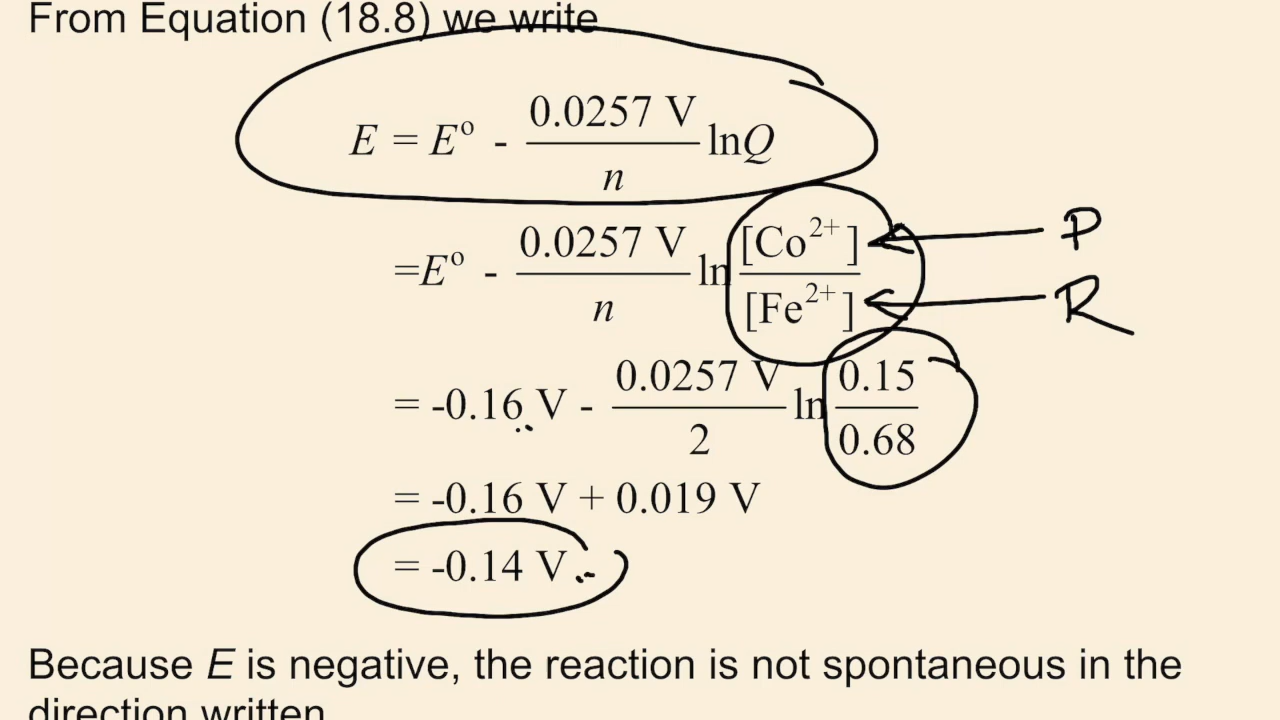 From Equation (18.8) we write
E = Eº - 0.0257 V / n lnQ
=Eº - 0.0257 V / n ln [Co²⁺] / [Fe²⁺]
P
R
= -0.16 V - 0.0257 V / 2 ln 0.15 / 0.68
= -0.16 V + 0.019 V
= -0.14 V
Because E is negative, the reaction is not spontaneous in the
direction written